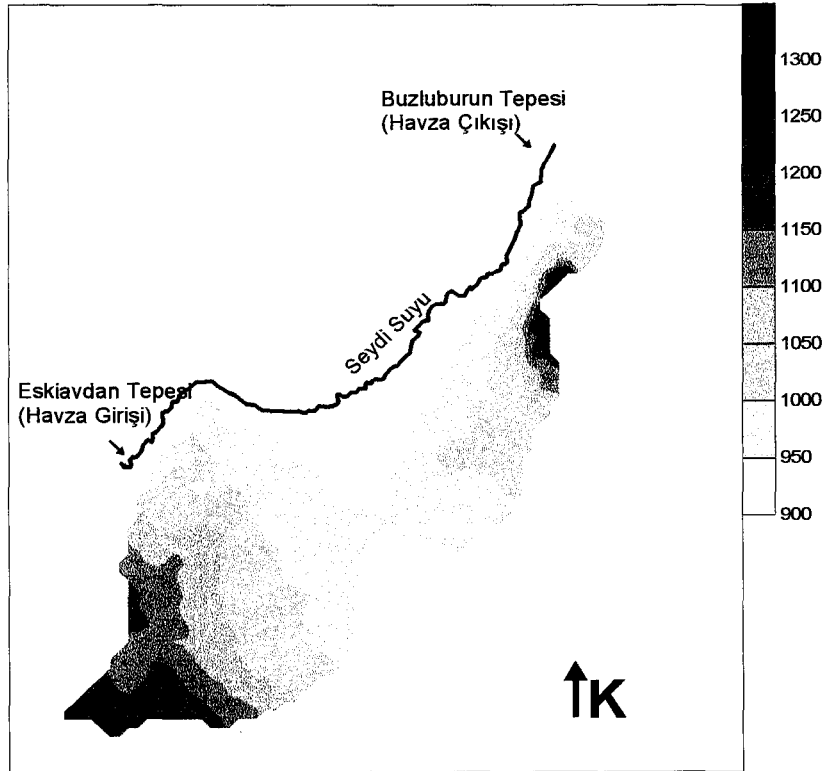 Buzluburun Tepesi
(Havza Çıkışı)
Seydi Suyu
Eskiavdan Tepesi
(Havza Girişi)
K
1300
1250
1200
1150
1100
1050
1000
950
900